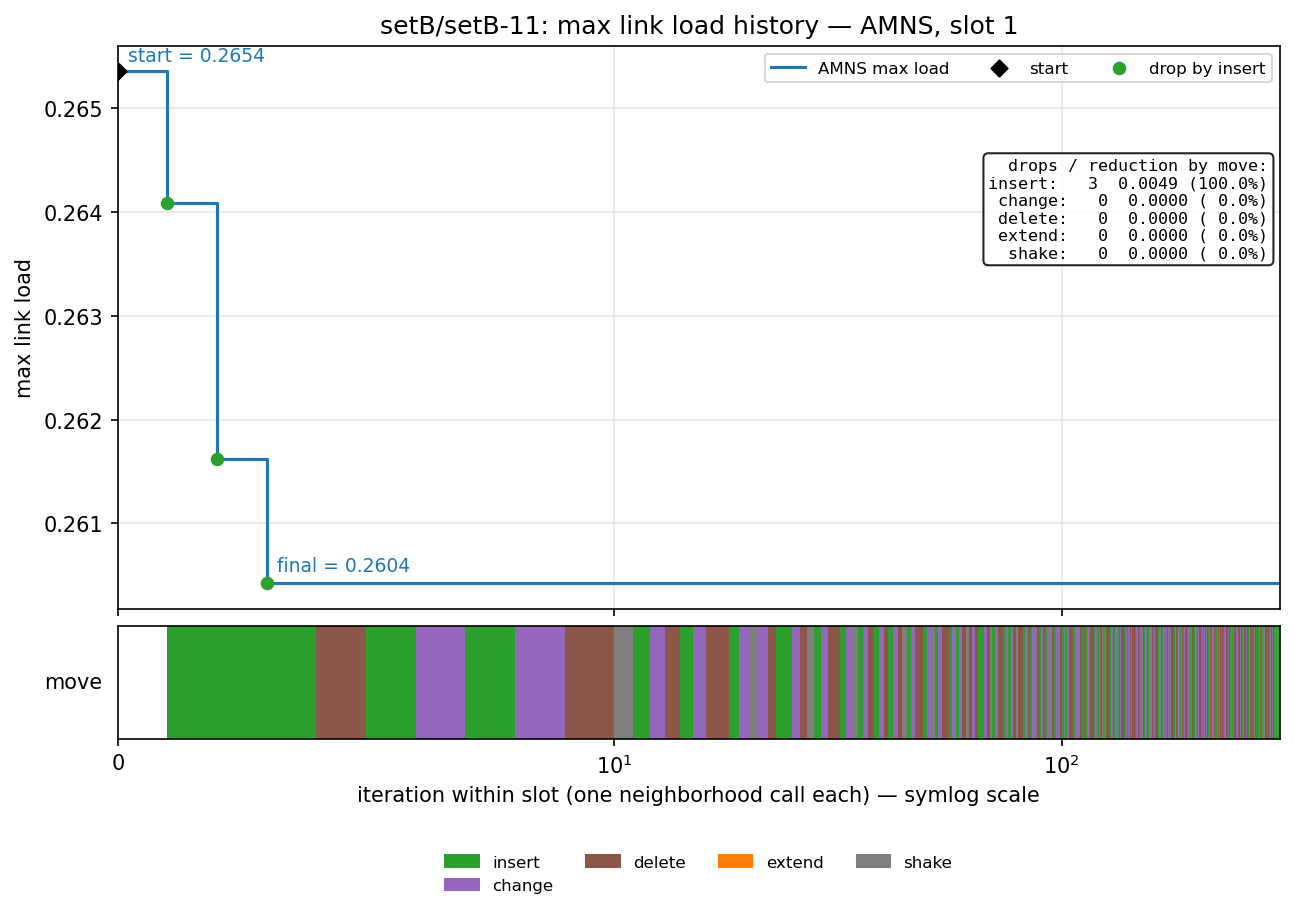 setB/setB-11: max link load history — AMNS, slot 1
start = 0.2654
AMNS max load start drop by insert
0.265
drops / reduction by move:
insert: 3 0.0049 (100.0%)
change: 0 0.0000 ( 0.0%)
delete: 0 0.0000 ( 0.0%)
extend: 0 0.0000 ( 0.0%)
shake: 0 0.0000 ( 0.0%)
0.264
0.263
0.262
0.261
max link load
final = 0.2604
move
0 10¹ 10²
iteration within slot (one neighborhood call each) — symlog scale
insert delete extend shake
change